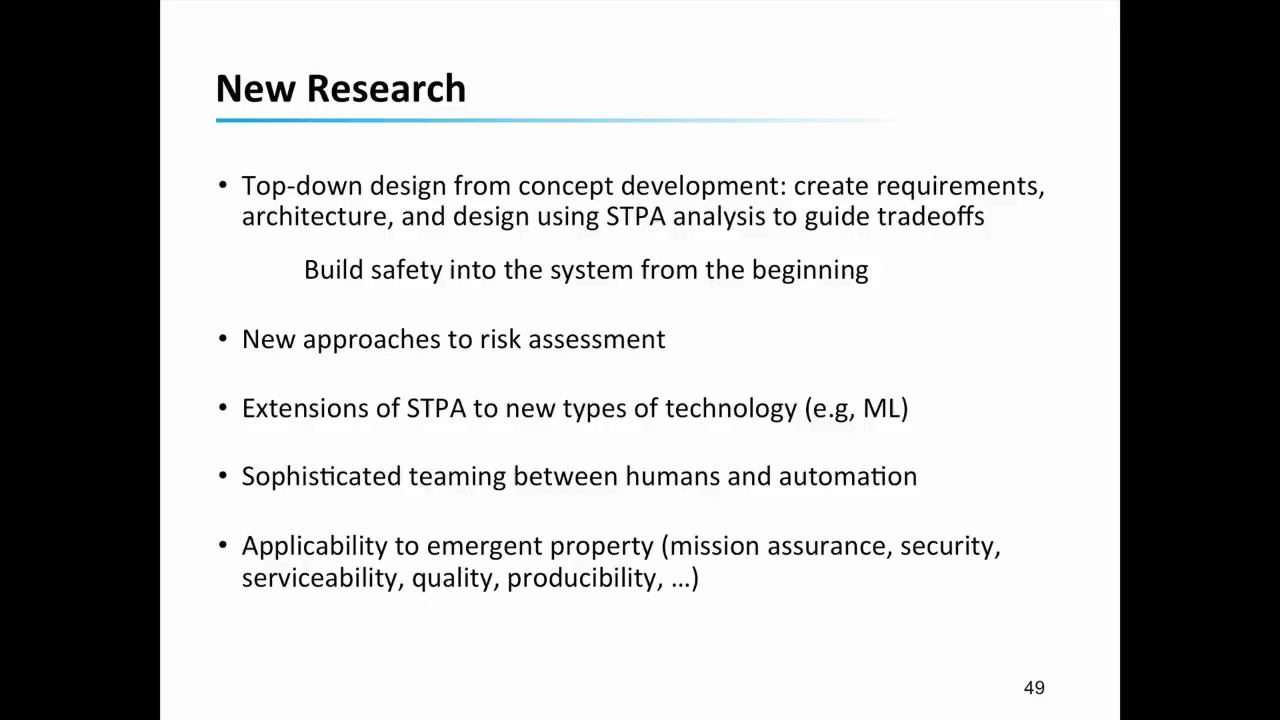 New Research
• Top-down design from concept development: create requirements,
architecture, and design using STPA analysis to guide tradeoffs
Build safety into the system from the beginning
• New approaches to risk assessment
• Extensions of STPA to new types of technology (e.g, ML)
• Sophisticated teaming between humans and automation
• Applicability to emergent property (mission assurance, security,
serviceability, quality, producibility, …)
49